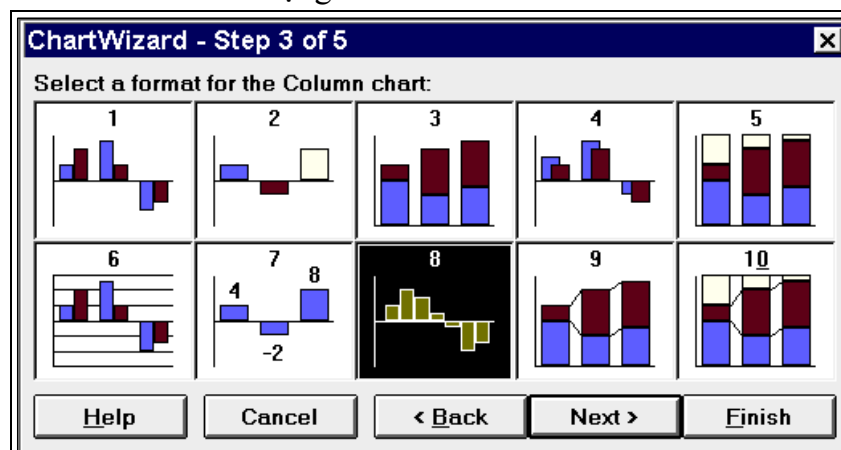 ChartWizard - Step 3 of 5
Select a format for the Column chart:
1 2 3 4 5
6 7 8 9 10
4 8
-2
Help Cancel < Back Next > Finish